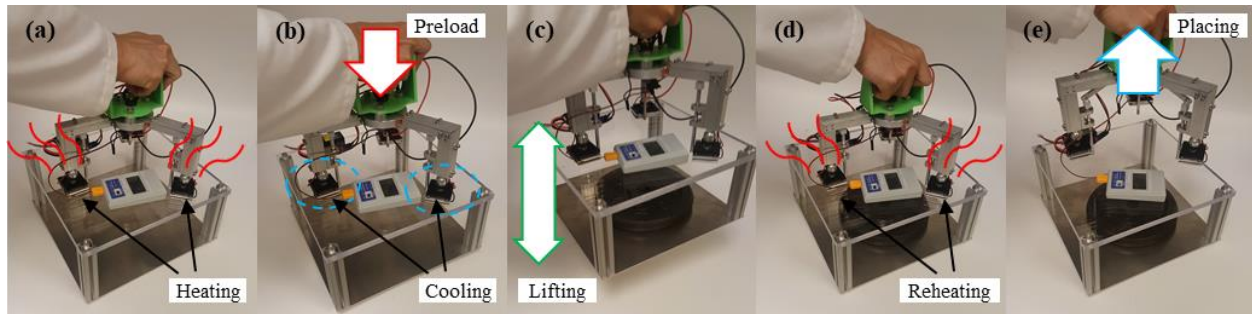 (a)
Heating
(b)
Preload
Cooling
(c)
Lifting
(d)
Reheating
(e)
Placing